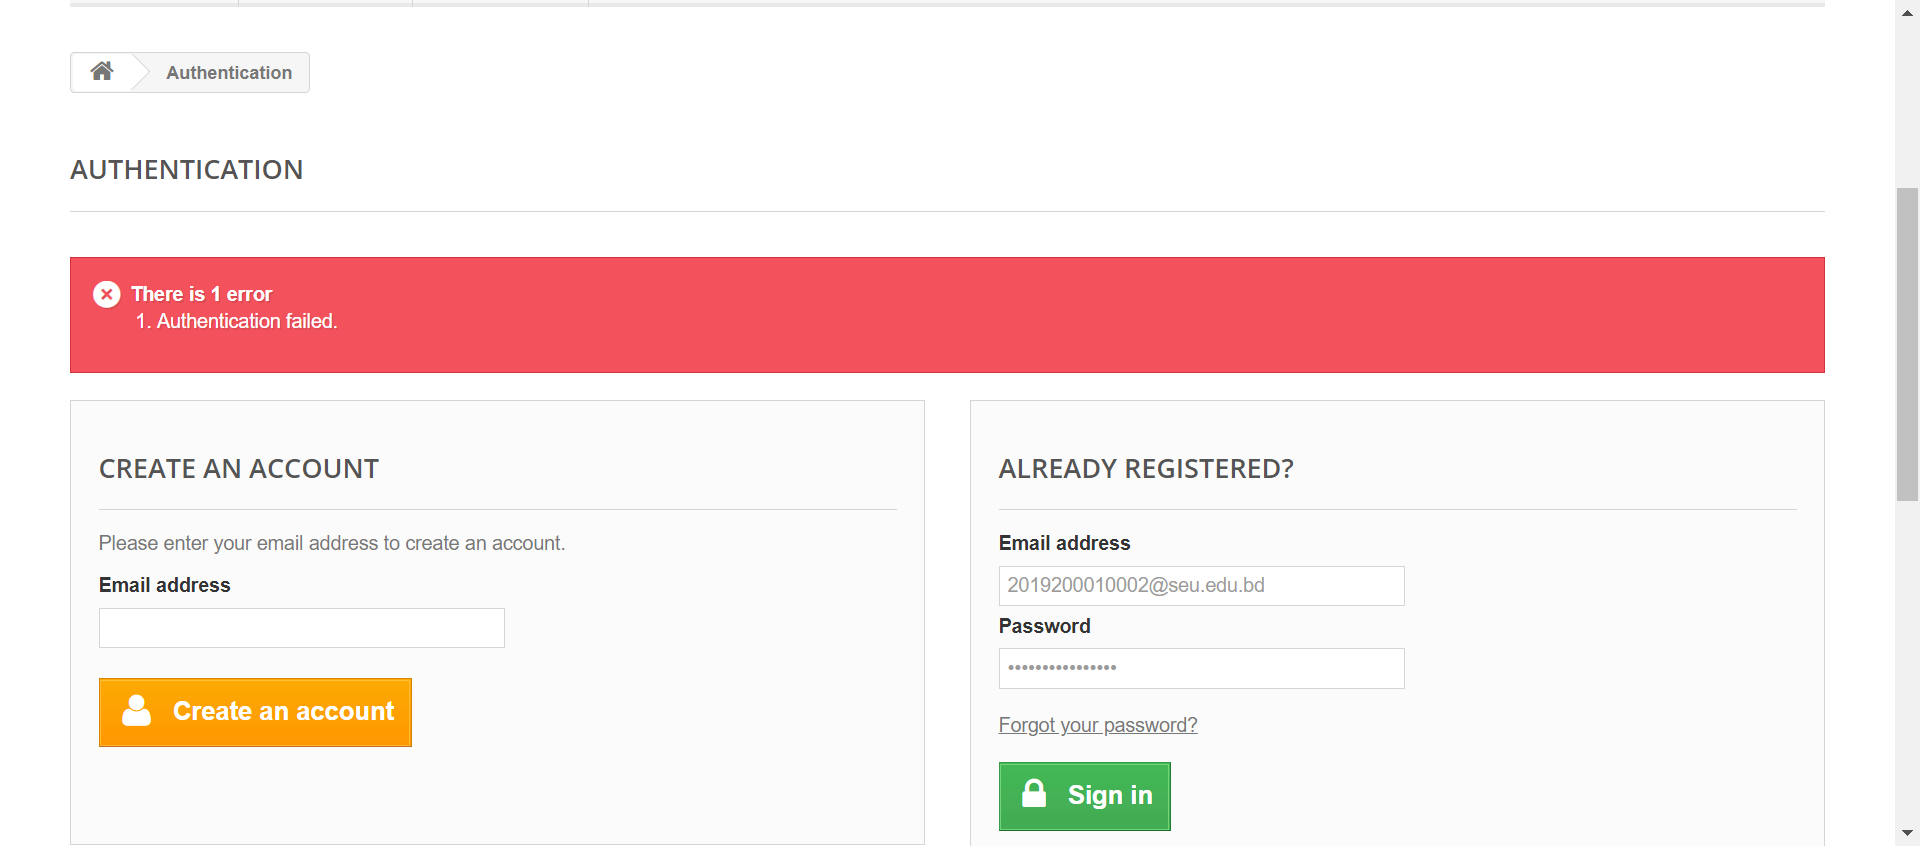 Authentication
AUTHENTICATION
There is 1 error
1. Authentication failed.
CREATE AN ACCOUNT
Please enter your email address to create an account.
Email address
Create an account
ALREADY REGISTERED?
Email address
2019200010002@seu.edu.bd
Password
••••••••••••••••
Forgot your password?
Sign in